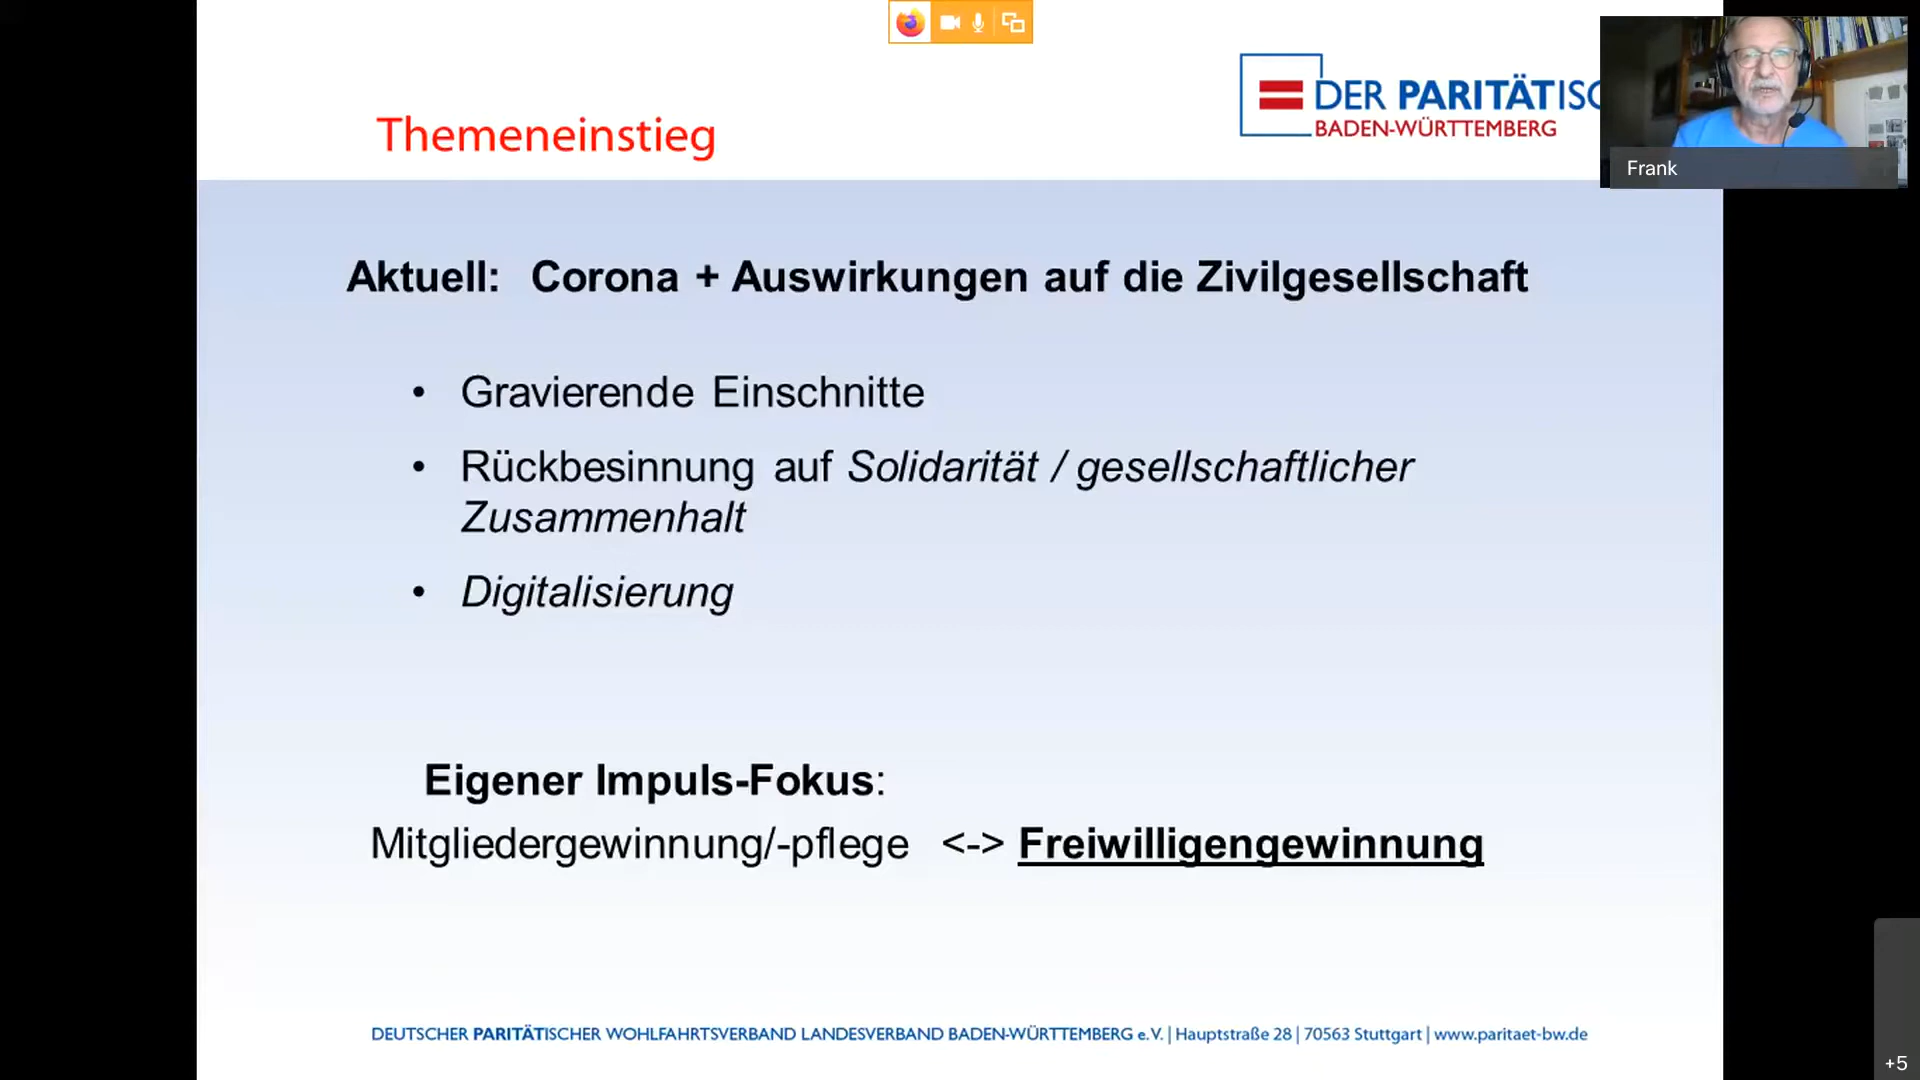 Themeneinstieg
DER PARITÄTISC
BADEN-WÜRTTEMBERG
Frank
Aktuell: Corona + Auswirkungen auf die Zivilgesellschaft
• Gravierende Einschnitte
• Rückbesinnung auf Solidarität / gesellschaftlicher
Zusammenhalt
• Digitalisierung
Eigener Impuls-Fokus:
Mitgliedergewinnung/-pflege <-> Freiwilligengewinnung
DEUTSCHER PARITÄTISCHER WOHLFAHRTSVERBAND LANDESVERBAND BADEN-WÜRTTEMBERG e.V. | Hauptstraße 28 | 70563 Stuttgart | www.paritaet-bw.de
+5